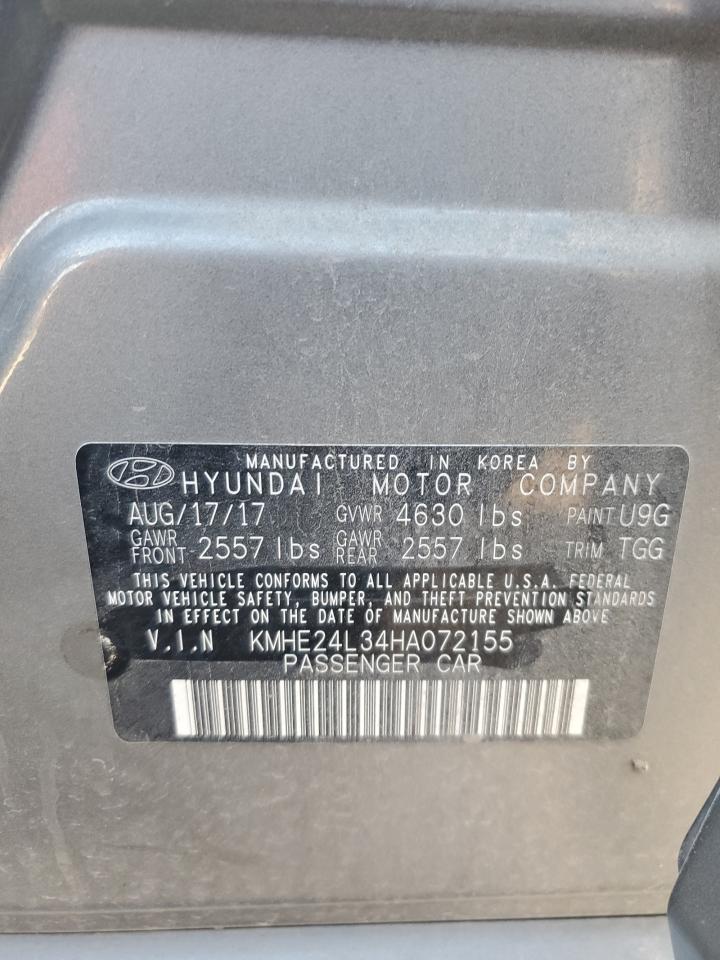 MANUFACTURED IN KOREA BY
HYUNDAI MOTOR COMPANY
AUG/17/17 GVWR 4630 lbs PAINT U9G
GAWR FRONT 2557 lbs GAWR REAR 2557 lbs TRIM TGG
THIS VEHICLE CONFORMS TO ALL APPLICABLE U.S.A. FEDERAL
MOTOR VEHICLE SAFETY, BUMPER, AND THEFT PREVENTION STANDARDS
IN EFFECT ON THE DATE OF MANUFACTURE SHOWN ABOVE
V.I.N KMHE24L34HA072155
PASSENGER CAR